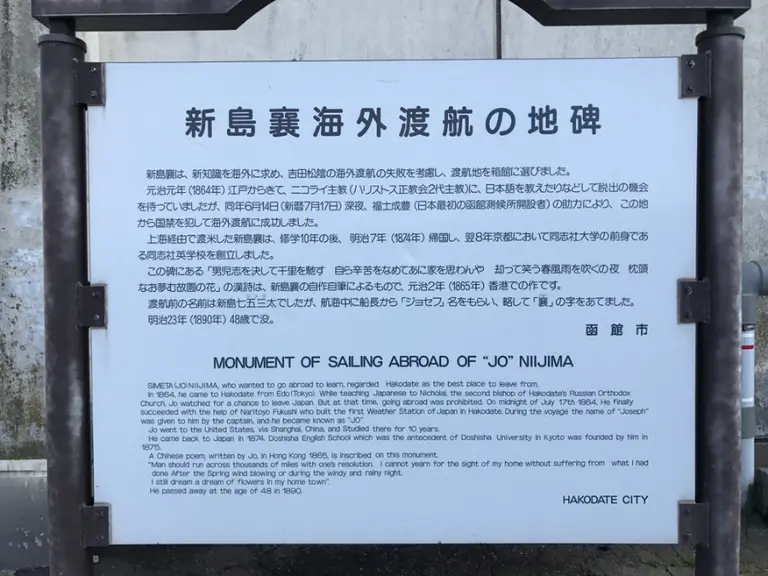 新島襄海外渡航の地碑
新島襄は、新知識を海外に求め、吉田松陰の海外渡航の失敗を考慮し、渡航地を箱館に選びました。
元治元年（1864年）江戸からきて、ニコライ主教（ハリストス正教会2代主教）に、日本語を教えたりなどして脱出の機会
を待っていましたが、同年6月14日（新暦7月17日）深夜、福士成豊（日本最初の函館測候所開設者）の助力により、この地
から国禁を犯して海外渡航に成功しました。
上海経由で渡米した新島襄は、修学10年の後、明治7年（1874年）帰国し、翌8年京都において同志社大学の前身であ
る同志社英学校を創立しました。
この碑にある「男児志を決して千里を馳す　自ら辛苦をなめてあに家を思わんや　却って笑う春風雨を吹くの夜　枕頭
なお夢む故園の花」の漢詩は、新島襄の自作自筆によるもので、元治2年（1865年）香港での作です。
渡航前の名前は新島七五三太でしたが、航海中に船長から「ジョセフ」名をもらい、略して「襄」の字をあてました。
明治23年（1890年）48歳で没。
函館市
MONUMENT OF SAILING ABROAD OF “JO” NIIJIMA
SIMETA (JO) NIIJIMA, who wanted to go abroad to learn, regarded Hakodate as the best place to leave from.
In 1864, he came to Hakodate from Edo (Tokyo). While teaching Japanese to Nicholai, the second bishop of Hakodate's Russian Orthodox
Church, Jo watched for a chance to leave Japan. But at that time, going abroad was prohibited. On midnight of July 17th 1864, He finally
succeeded with the help of Naritoyo Fukushi who built the first Weather Station of Japan in Hakodate. During the voyage the name of “Joseph”
was given to him by the captain, and he became known as “JO”.
Jo went to the United States, via Shanghai, China, and Studied there for 10 years.
He came back to Japan in 1874. Doshisha English School which was the antecedent of Doshisha University in Kyoto was founded by him in
1875.
A Chinese poem, written by Jo, in Hong Kong 1865, is inscribed on this monument.
“Man should run across thousands of miles with one's resolution. I cannot yearn for the sight of my home without suffering from what I had
done After the Spring wind blowing or during the windy and rainy night.
I still dream a dream of flowers in my home town”.
He passed away at the age of 48 in 1890.
HAKODATE CITY